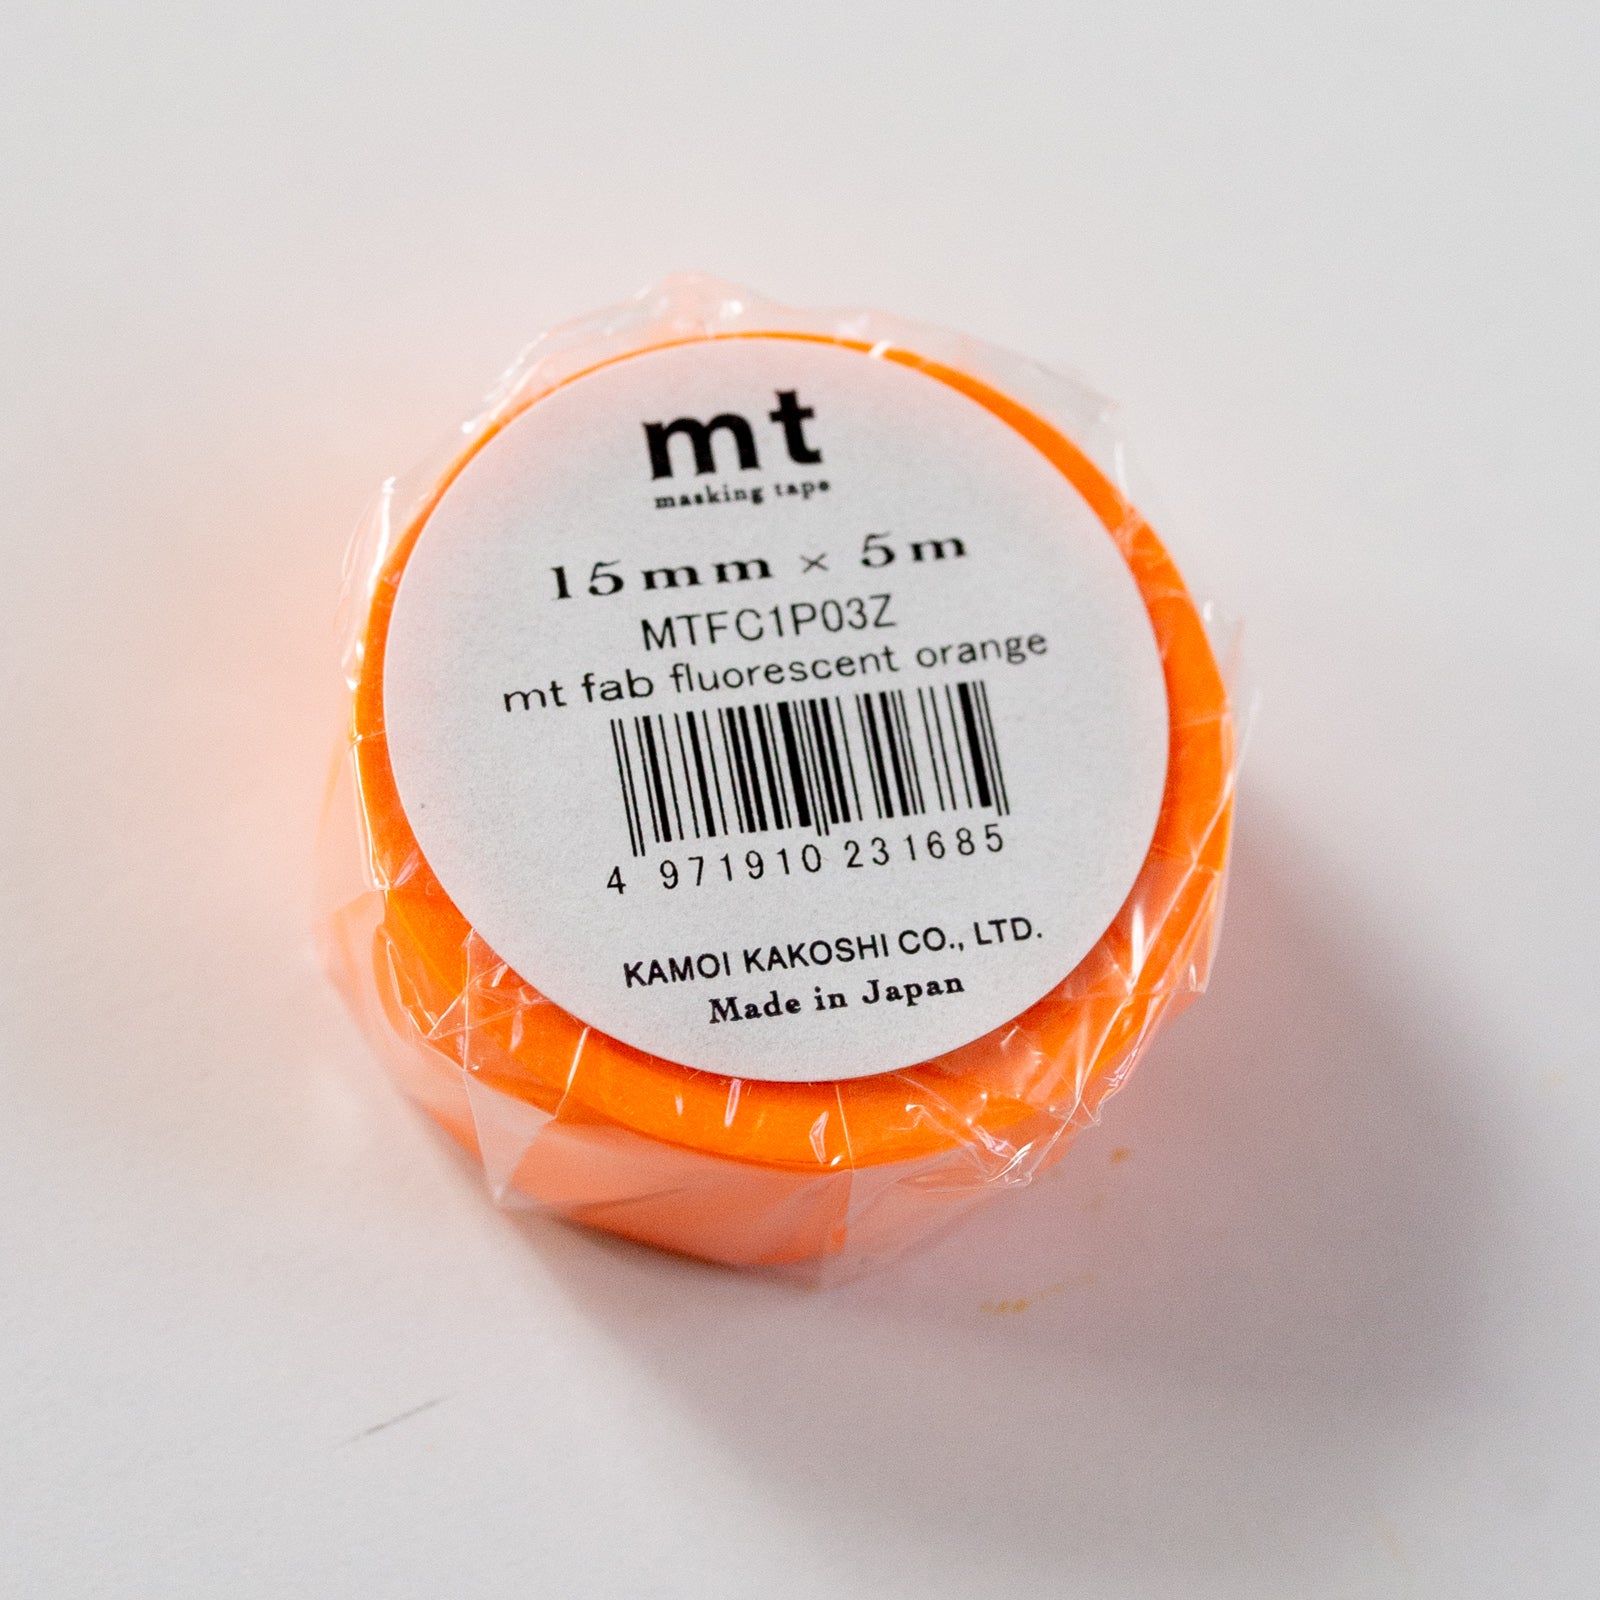 mt
masking tape
15mm × 5m
MTFC1P03Z
mt fab fluorescent orange
4 971910 231685
KAMOI KAKOSHI CO., LTD.
Made in Japan